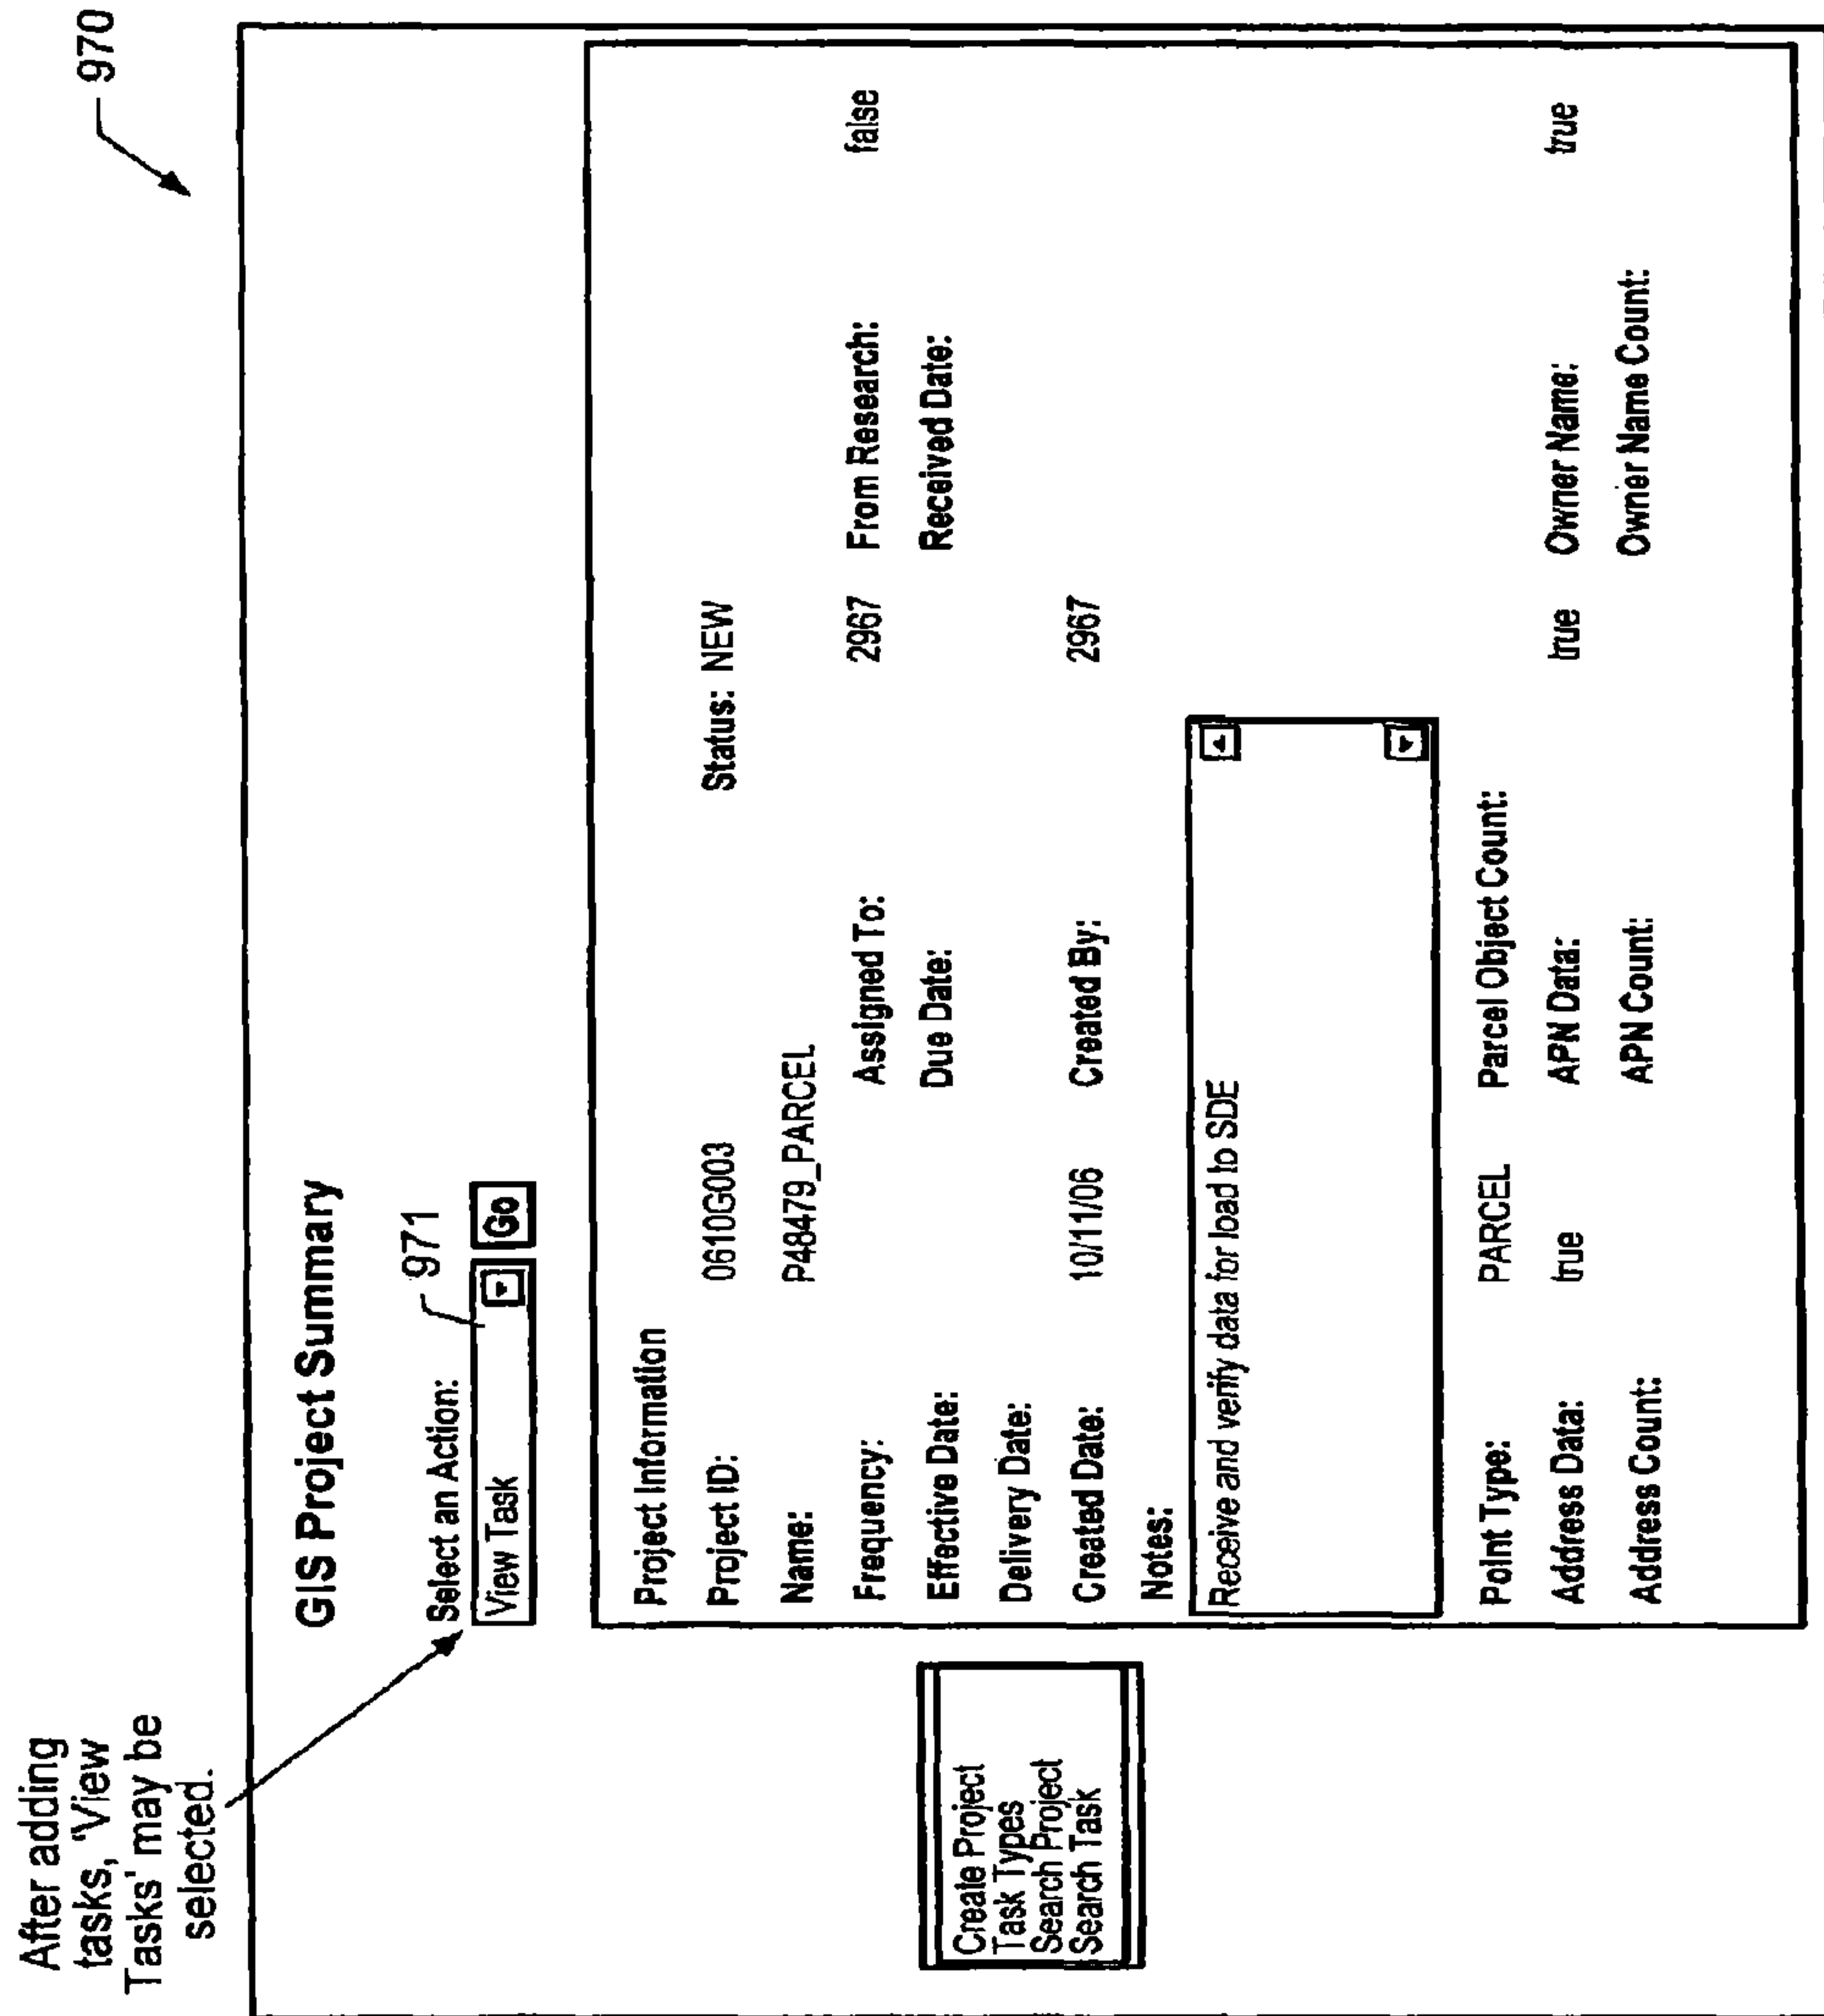 970
After adding
tasks, 'View
Tasks' may be
selected.
GIS Project Summary
Select an Action:
971
View Task Go
Project Information
Project ID: 0610G003 Status: NEW
Name: P48479_PARCEL
Frequency: Assigned To: 2967 From Research: false
Effective Date: Due Date: Received Date:
Delivery Date:
Created Date: 10/11/06 Created By: 2967
Notes:
Receive and verify data for load to SDE
Point Type: PARCEL Parcel Object Count:
Address Data: true APN Data: true Owner Name: true
Address Count: APN Count: Owner Name Count:
Create Project
Task Types
Search Project
Search Task